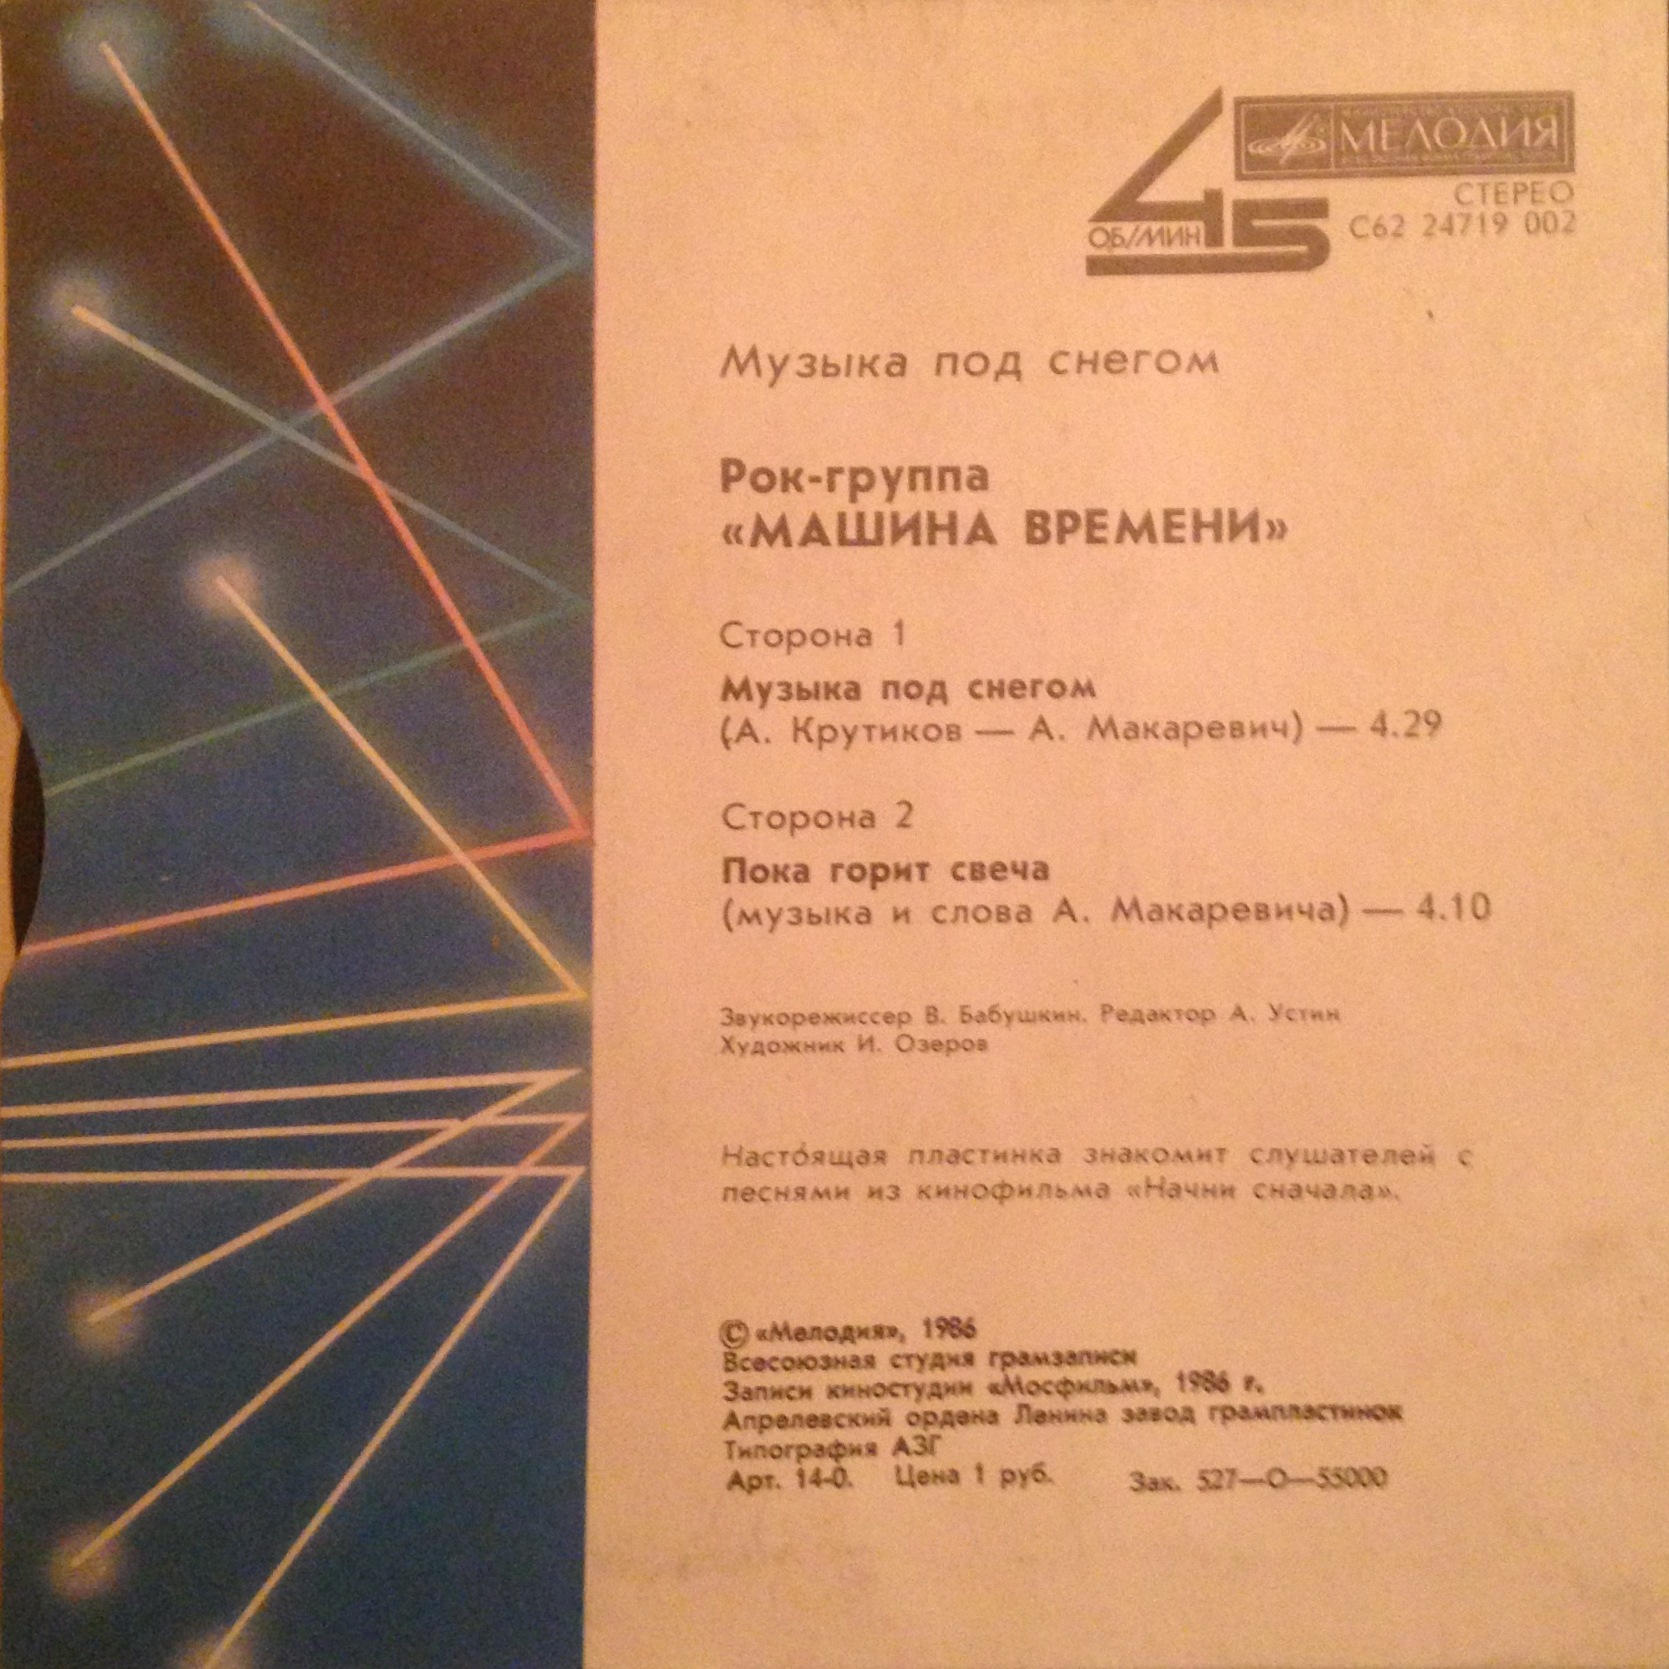 45
ОБ/МИН
МЕЛОДИЯ
СТЕРЕО
С62 24719 002
Музыка под снегом
Рок-группа
«МАШИНА ВРЕМЕНИ»
Сторона 1
Музыка под снегом
(А. Крутиков — А. Макаревич) — 4.29
Сторона 2
Пока горит свеча
(музыка и слова А. Макаревича) — 4.10
Звукорежиссер В. Бабушкин. Редактор А. Устин
Художник И. Озеров
Настоящая пластинка знакомит слушателей с
песнями из кинофильма «Начни сначала».
© «Мелодия», 1986
Всесоюзная студия грамзаписи
Записи киностудии «Мосфильм», 1986 г.
Апрелевский ордена Ленина завод грампластинок
Типография АЗГ
Арт. 14-0. Цена 1 руб. Зак. 527—О—55000